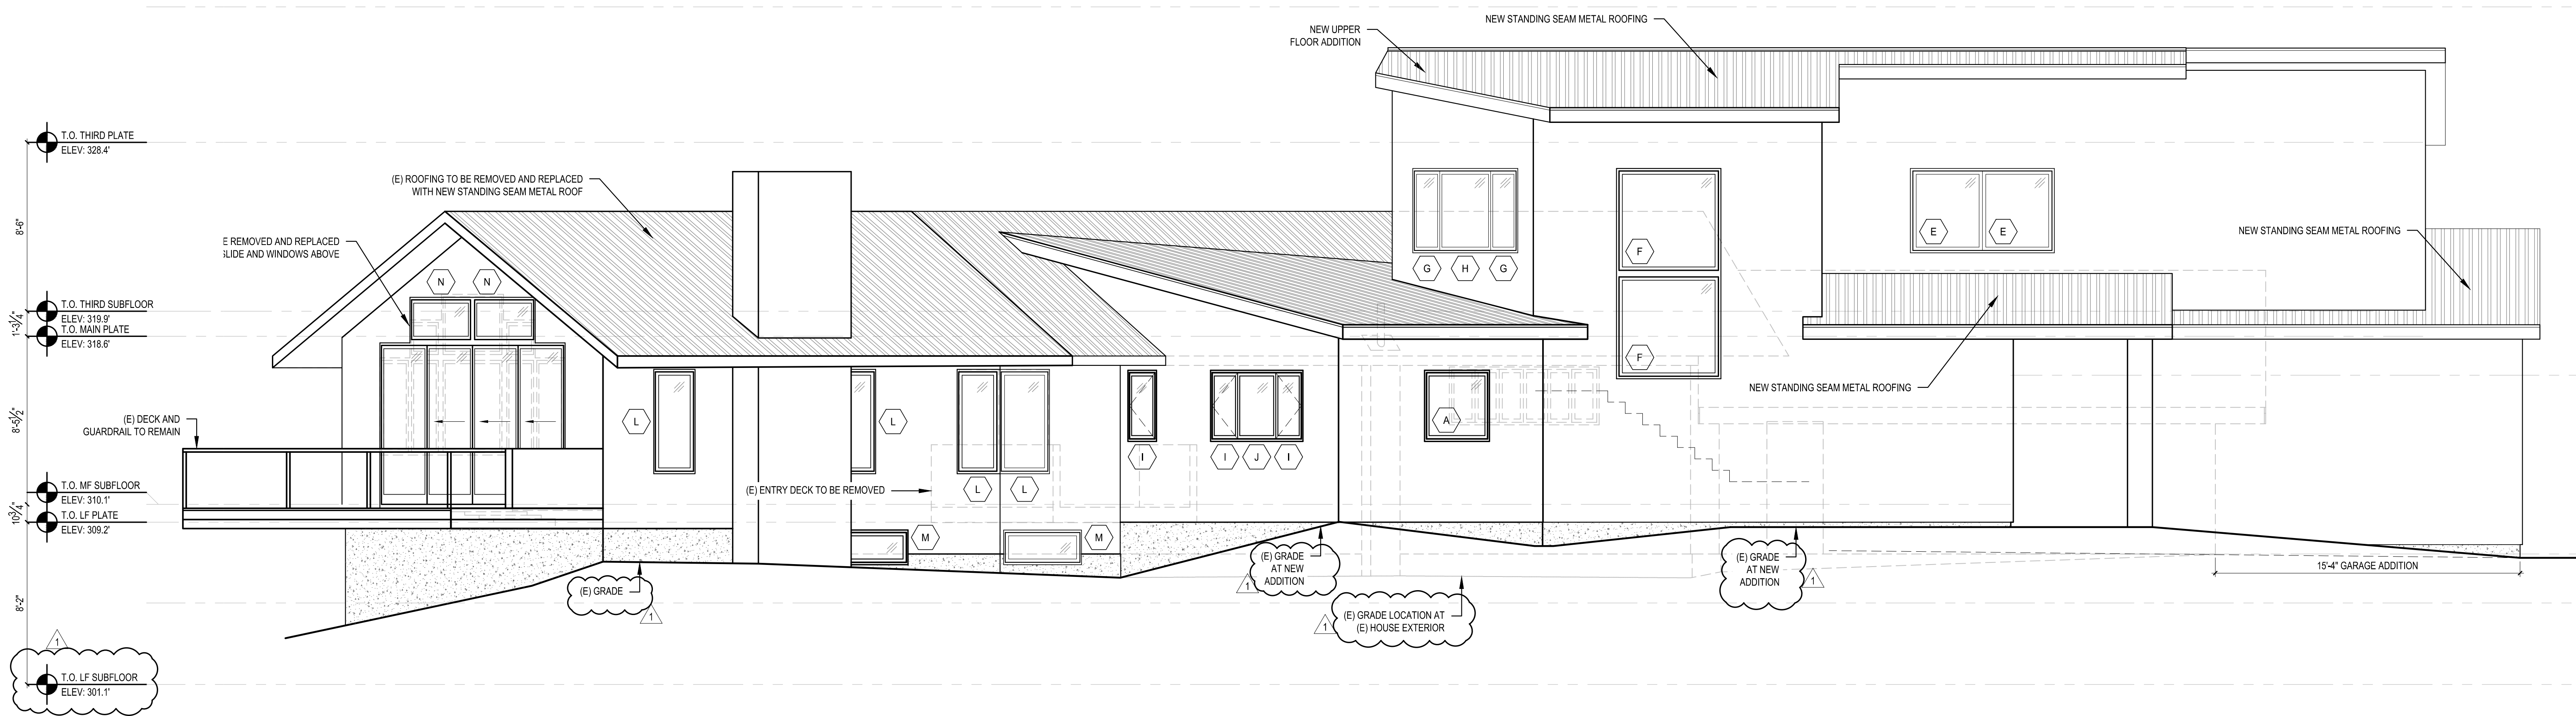 NEW STANDING SEAM METAL ROOFING
NEW UPPER
FLOOR ADDITION
T.O. THIRD PLATE
ELEV: 328.4'
(E) ROOFING TO BE REMOVED AND REPLACED
WITH NEW STANDING SEAM METAL ROOF
8'-6"
E REMOVED AND REPLACED
SLIDE AND WINDOWS ABOVE
NEW STANDING SEAM METAL ROOFING
E
E
F
G
H
G
N
N
T.O. THIRD SUBFLOOR
ELEV: 319.9'
1'-3/4"
T.O. MAIN PLATE
ELEV: 318.6'
F
NEW STANDING SEAM METAL ROOFING
(E) DECK AND
GUARDRAIL TO REMAIN
8'-5 1/2"
L
L
A
I
I
J
I
T.O. MF SUBFLOOR
ELEV: 310.1'
(E) ENTRY DECK TO BE REMOVED
L
L
10 3/4"
T.O. LF PLATE
ELEV: 309.2'
M
M
(E) GRADE
AT NEW
ADDITION
1
(E) GRADE
AT NEW
ADDITION
1
15'-4" GARAGE ADDITION
(E) GRADE
1
(E) GRADE LOCATION AT
(E) HOUSE EXTERIOR
1
8'-2"
1
T.O. LF SUBFLOOR
ELEV: 301.1'